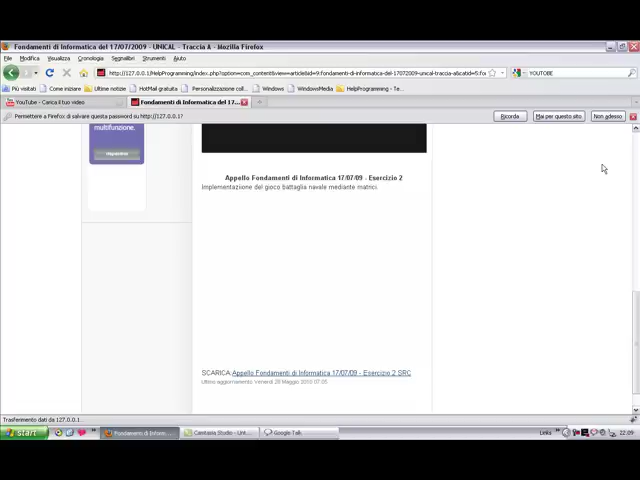 Fondamenti di Informatica del 17/07/2009 - UNICAL - Traccia A - Mozilla Firefox
File Modifica Visualizza Cronologia Segnalibri Strumenti Aiuto
http://127.0.0.1/HelpProgramming/index.php?option=com_content&view=article&id=9:fondamenti-di-informatica-del-17072009-unical-traccia-a&catid=5:fo YOUTUBE
Più visitati Come iniziare Ultime notizie HotMail gratuita Personalizzazione coll... Windows WindowsMedia HelpProgramming - Te...
YouTube - Carica il tuo video Fondamenti di Informatica del 17...
Permettere a Firefox di salvare questa password su http://127.0.0.1? Ricorda Mai per questo sito Non adesso
multifunzione.
Appello Fondamenti di Informatica 17/07/09 - Esercizio 2
Implementazione del gioco battaglia navale mediante matrici.
SCARICA:Appello Fondamenti di Informatica 17/07/09 - Esercizio 2 SRC
Ultimo aggiornamento Venerdì 28 Maggio 2010 07:05
Trasferimento dati da 127.0.0.1
start Fondamenti di Inform... Camtasia Studio - Unt... Google Talk Links 22.09